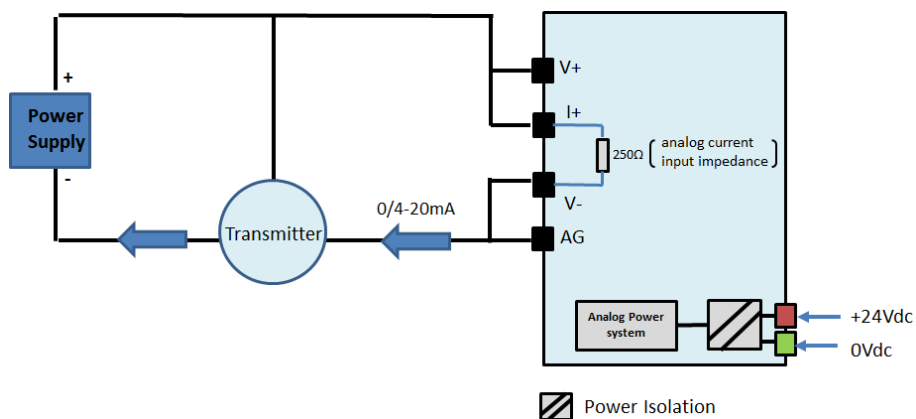 +
Power
Supply
-
Transmitter
0/4-20mA
V+
I+
250Ω ( analog current
input impedance )
V-
AG
Analog Power
system
+24Vdc
0Vdc
Power Isolation